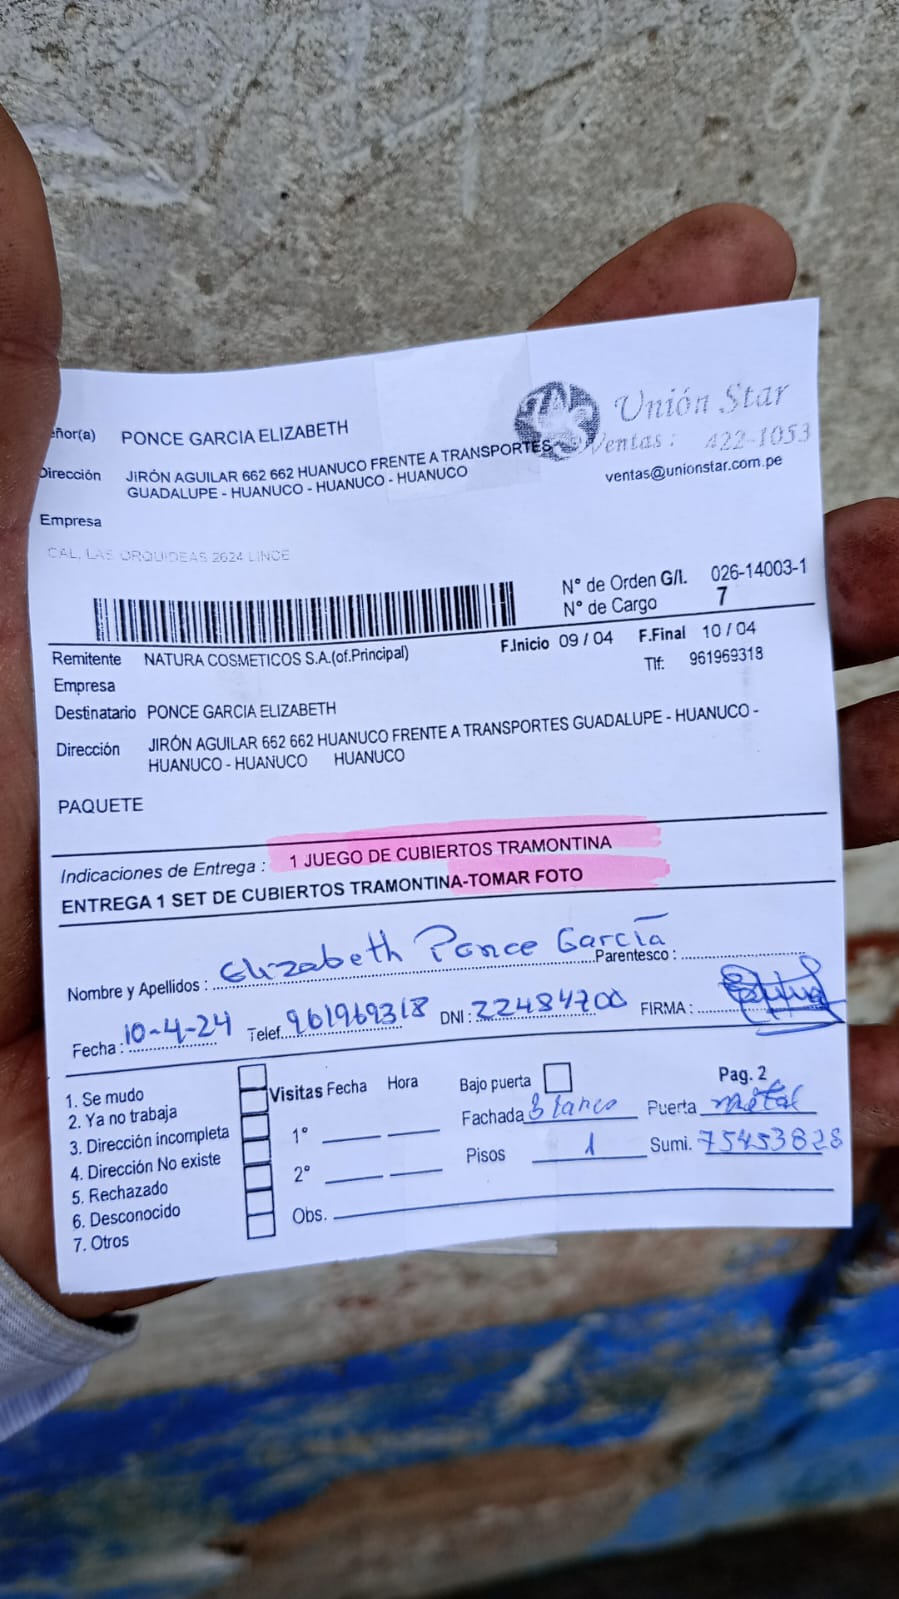 Unión Star
Ventas: 422-1053
ventas@unionstar.com.pe
eñor(a) PONCE GARCIA ELIZABETH
Dirección JIRÓN AGUILAR 662 662 HUANUCO FRENTE A TRANSPORTES
GUADALUPE - HUANUCO - HUANUCO - HUANUCO
Empresa
CAL, LAS ORQUIDEAS 2624 LINCE
N° de Orden G/I. 026-14003-1
N° de Cargo 7
Remitente NATURA COSMETICOS S.A.(of.Principal) F.Inicio 09 / 04 F.Final 10 / 04
Empresa Tlf: 961969318
Destinatario PONCE GARCIA ELIZABETH
Dirección JIRÓN AGUILAR 662 662 HUANUCO FRENTE A TRANSPORTES GUADALUPE - HUANUCO -
HUANUCO - HUANUCO HUANUCO
PAQUETE
Indicaciones de Entrega : 1 JUEGO DE CUBIERTOS TRAMONTINA
ENTREGA 1 SET DE CUBIERTOS TRAMONTINA-TOMAR FOTO
Nombre y Apellidos : Elizabeth Ponce García Parentesco :
Fecha : 10-4-24 Telef. 961969318 DNI : 22484700 FIRMA :
1. Se mudo
2. Ya no trabaja
3. Dirección incompleta
4. Dirección No existe
5. Rechazado
6. Desconocido
7. Otros
Visitas Fecha Hora
1°
2°
Obs.
Bajo puerta Pag. 2
Fachada Blanco Puerta metal
Pisos 1 Sumi. 75453828